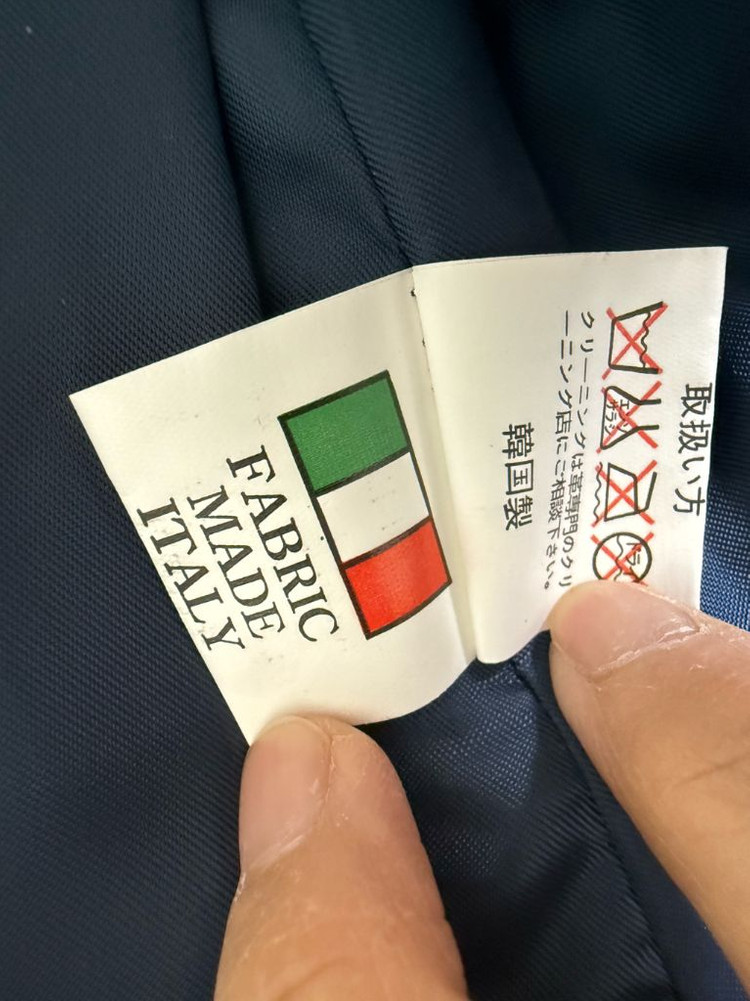 FABRIC
MADE
ITALY
取扱い方
クリーニングは革専門のクリ
ーニング店にご相談下さい。
韓国製